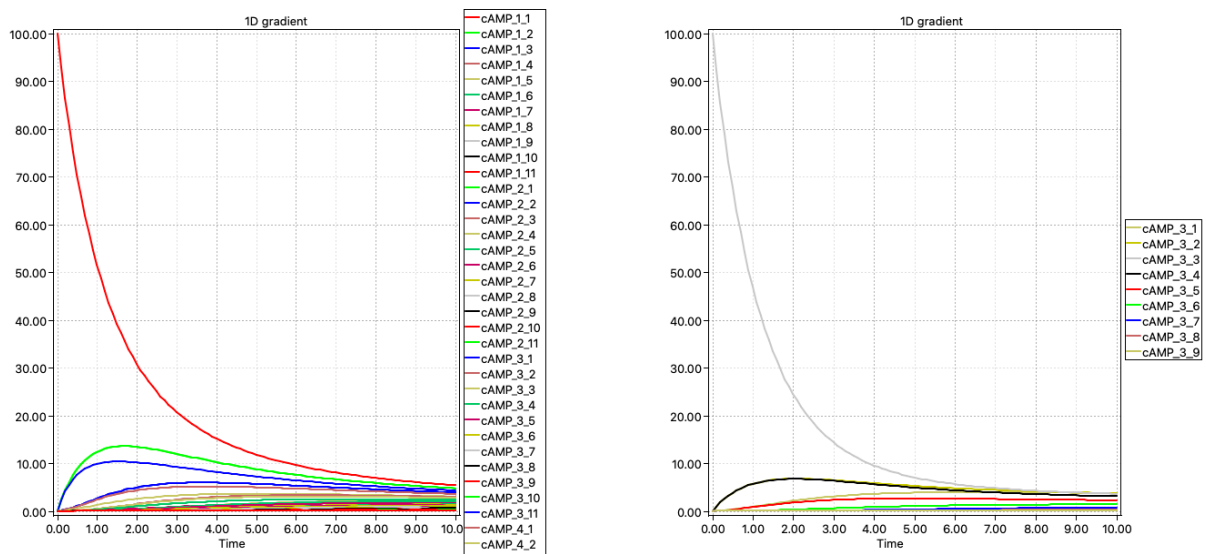 1D gradient
100.00
90.00
80.00
70.00
60.00
50.00
40.00
30.00
20.00
10.00
0.00
0.00 1.00 2.00 3.00 4.00 5.00 6.00 7.00 8.00 9.00 10.00
Time
cAMP_1_1
cAMP_1_2
cAMP_1_3
cAMP_1_4
cAMP_1_5
cAMP_1_6
cAMP_1_7
cAMP_1_8
cAMP_1_9
cAMP_1_10
cAMP_1_11
cAMP_2_1
cAMP_2_2
cAMP_2_3
cAMP_2_4
cAMP_2_5
cAMP_2_6
cAMP_2_7
cAMP_2_8
cAMP_2_9
cAMP_2_10
cAMP_2_11
cAMP_3_1
cAMP_3_2
cAMP_3_3
cAMP_3_4
cAMP_3_5
cAMP_3_6
cAMP_3_7
cAMP_3_8
cAMP_3_9
cAMP_3_10
cAMP_3_11
cAMP_4_1
cAMP_4_2
1D gradient
100.00
90.00
80.00
70.00
60.00
50.00
40.00
30.00
20.00
10.00
0.00
0.00 1.00 2.00 3.00 4.00 5.00 6.00 7.00 8.00 9.00 10.00
Time
cAMP_3_1
cAMP_3_2
cAMP_3_3
cAMP_3_4
cAMP_3_5
cAMP_3_6
cAMP_3_7
cAMP_3_8
cAMP_3_9